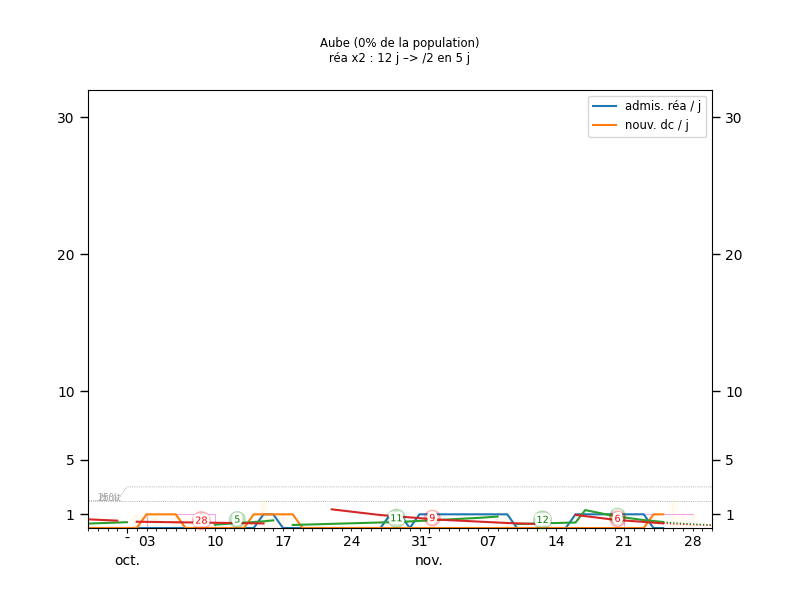 Aube (0% de la population)
réa x2 : 12 j –> /2 en 5 j
admis. réa / j
nouv. dc / j
30 30
20 20
10 10
5 5
1 1
28 5 11 9 12 6
- 03 10 17 24 31 07 14 21 28
oct. nov.